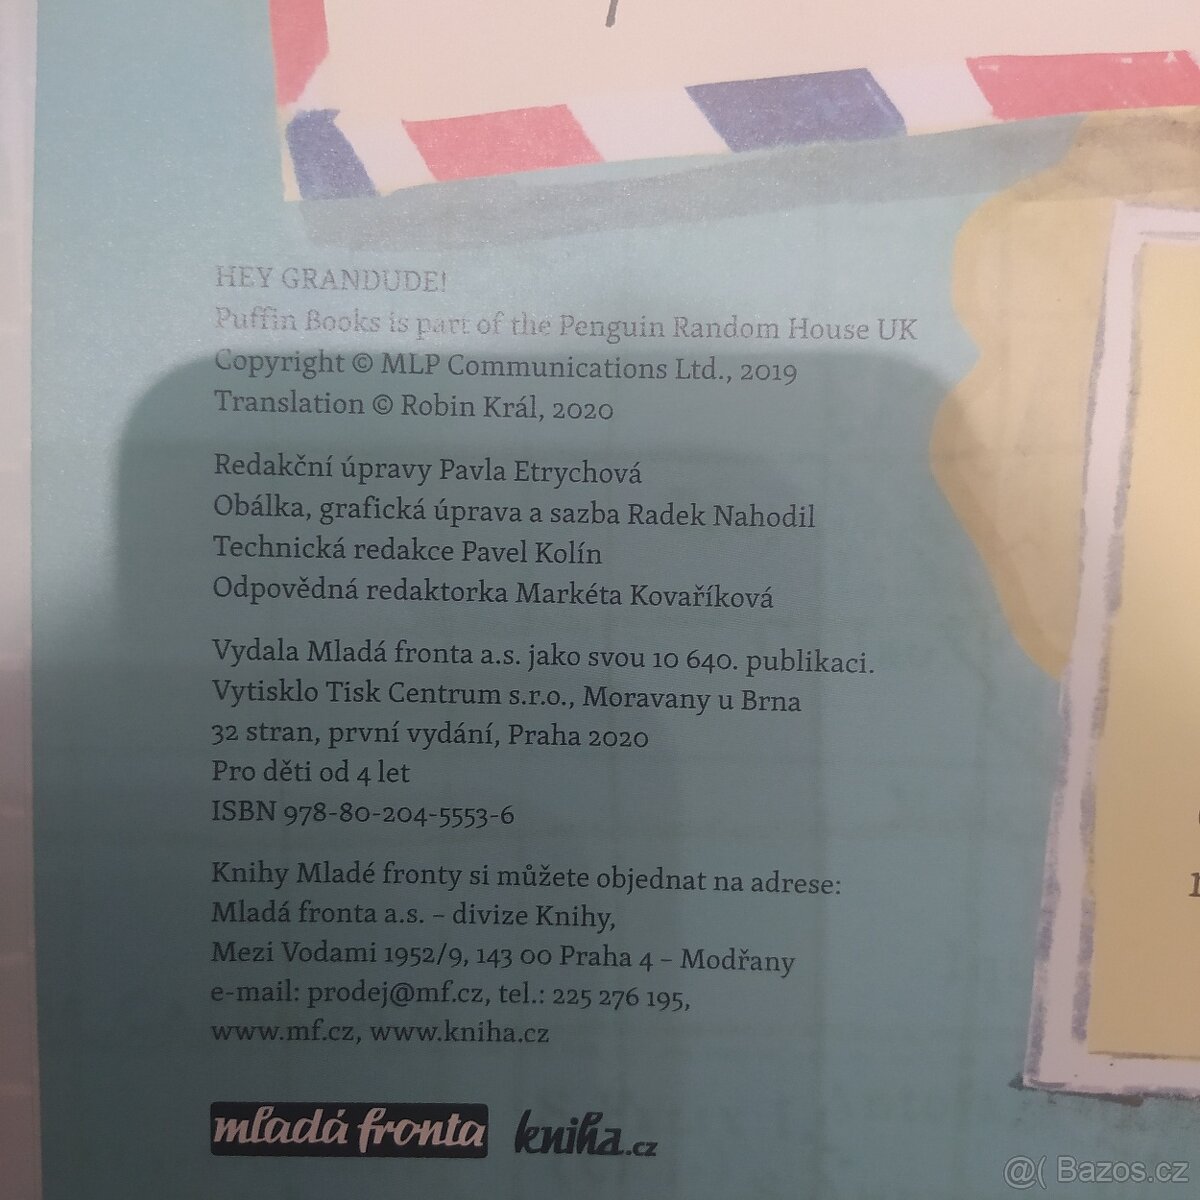 HEY GRANDUDE!
Puffin Books is part of the Penguin Random House UK
Copyright © MLP Communications Ltd., 2019
Translation © Robin Král, 2020
Redakční úpravy Pavla Etrychová
Obálka, grafická úprava a sazba Radek Nahodil
Technická redakce Pavel Kolín
Odpovědná redaktorka Markéta Kovaříková
Vydala Mladá fronta a.s. jako svou 10 640. publikaci.
Vytisklo Tisk Centrum s.r.o., Moravany u Brna
32 stran, první vydání, Praha 2020
Pro děti od 4 let
ISBN 978-80-204-5553-6
Knihy Mladé fronty si můžete objednat na adrese:
Mladá fronta a.s. – divize Knihy,
Mezi Vodami 1952/9, 143 00 Praha 4 – Modřany
e-mail: prodej@mf.cz, tel.: 225 276 195,
www.mf.cz, www.kniha.cz
mladá fronta kniha.cz
@( Bazos.cz